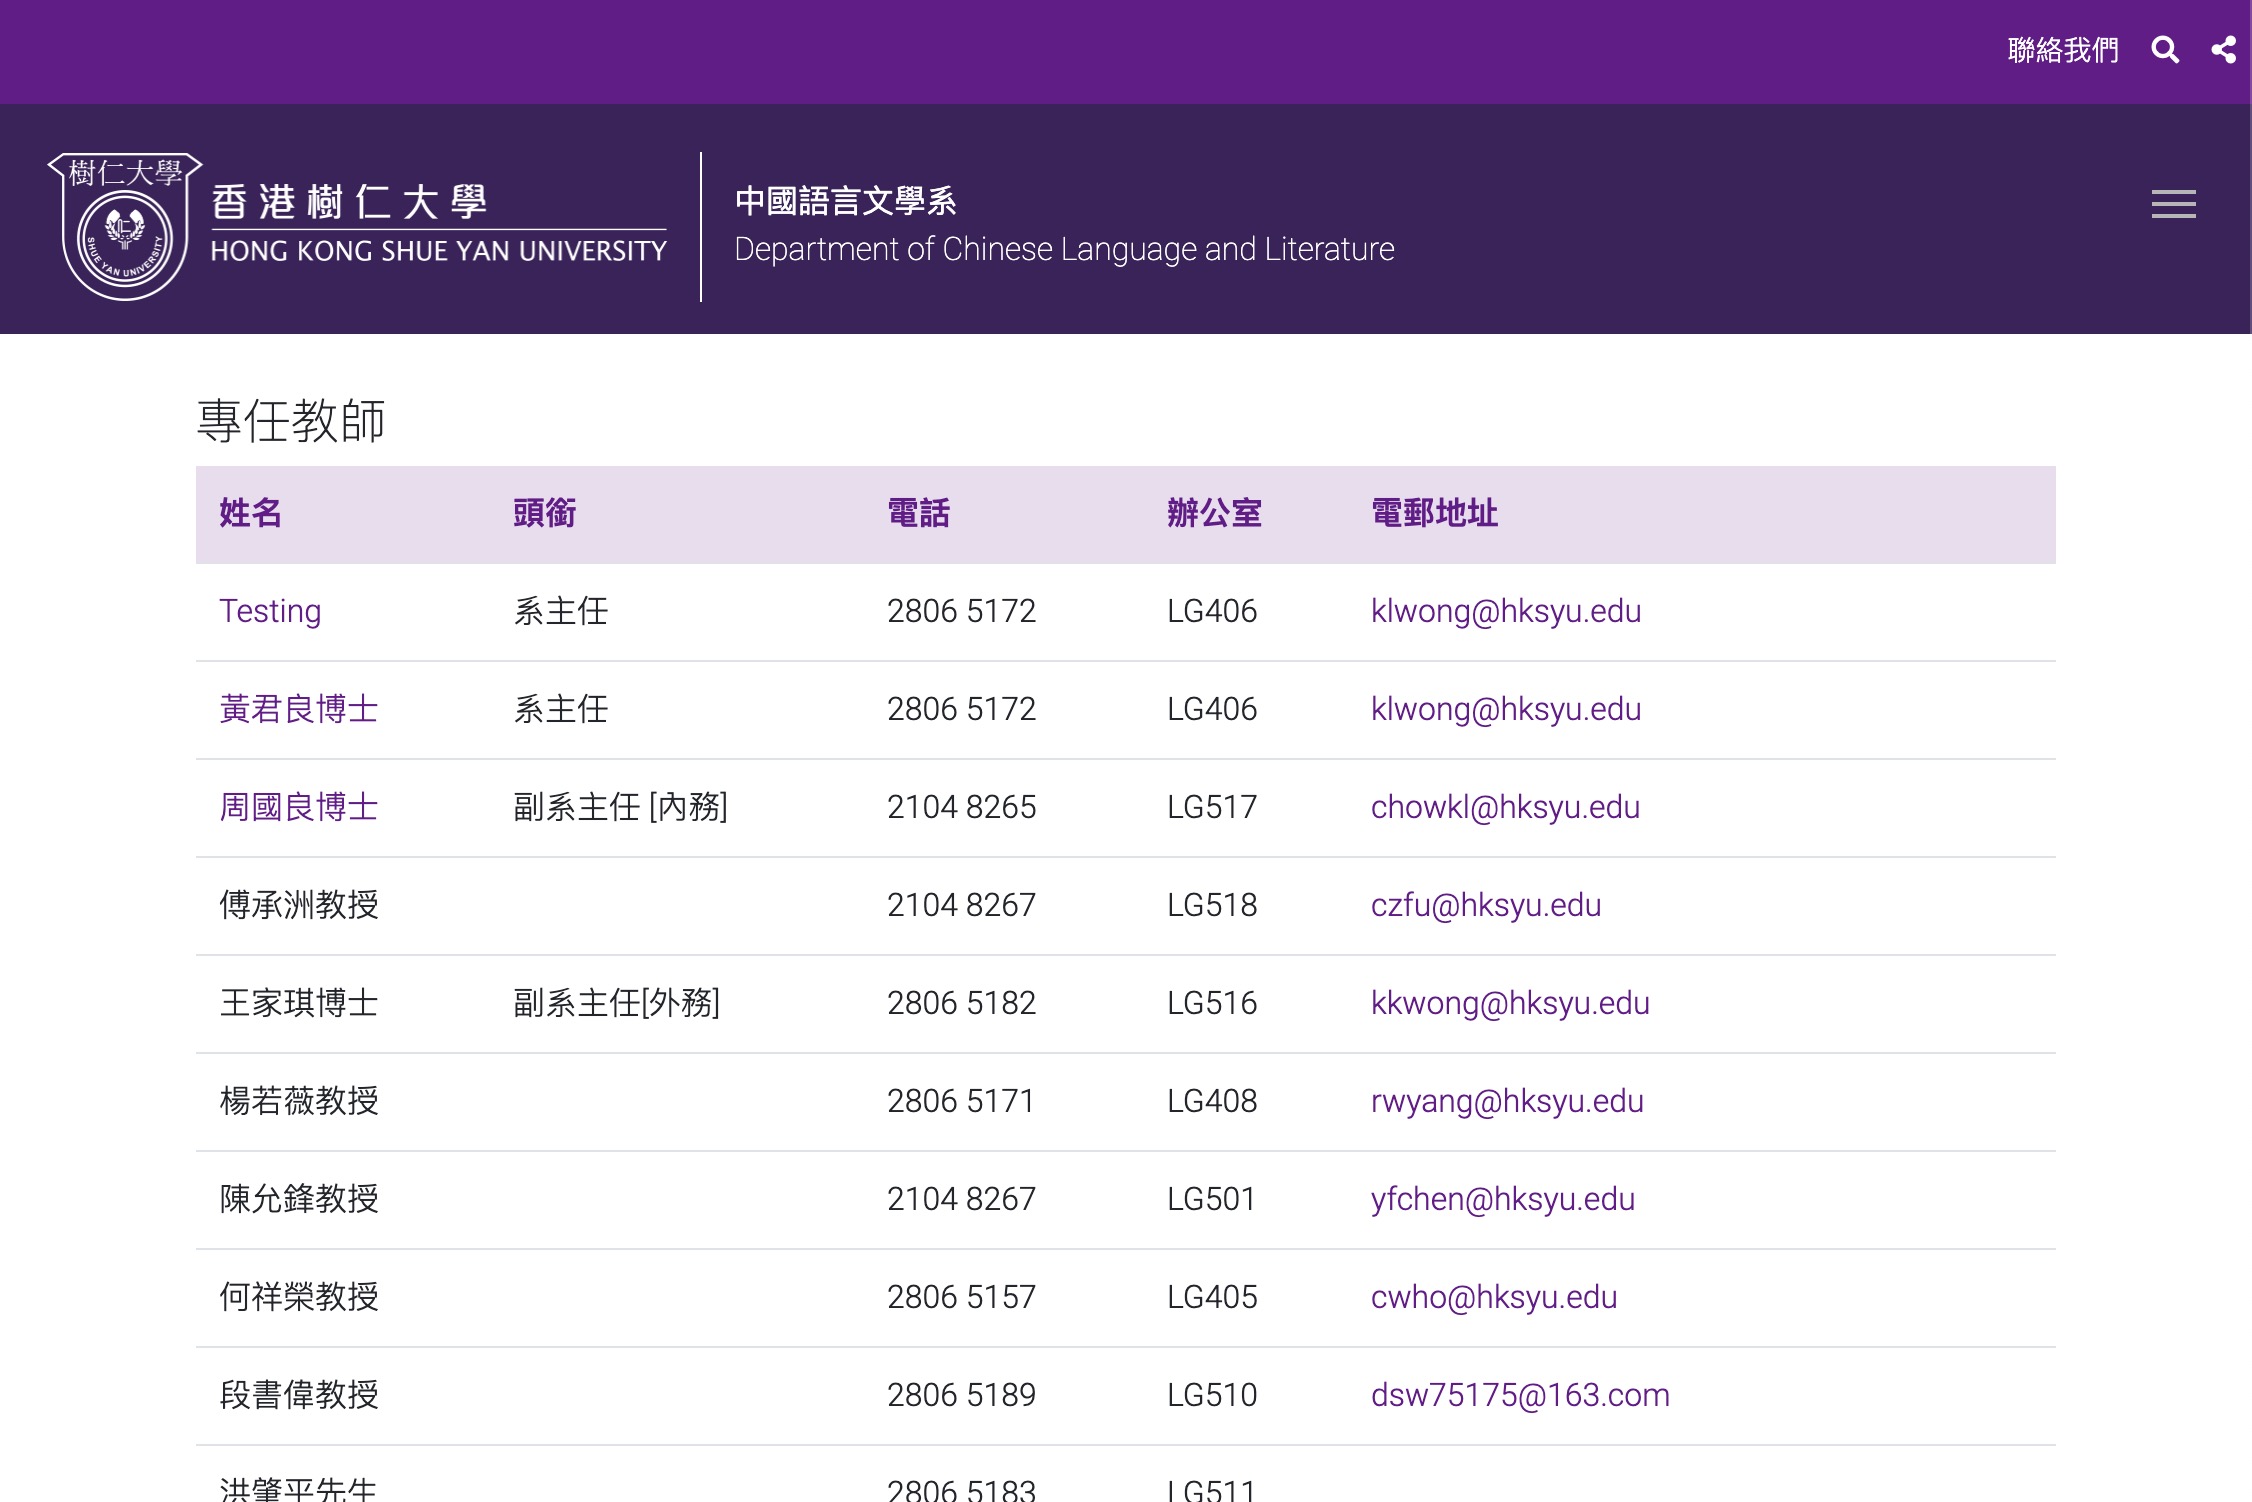 聯絡我們
樹仁大學
SHUE YAN UNIVERSITY
香港樹仁大學
HONG KONG SHUE YAN UNIVERSITY
中國語言文學系
Department of Chinese Language and Literature
專任教師
姓名 頭銜 電話 辦公室 電郵地址
Testing 系主任 2806 5172 LG406 klwong@hksyu.edu
黃君良博士 系主任 2806 5172 LG406 klwong@hksyu.edu
周國良博士 副系主任 [內務] 2104 8265 LG517 chowkl@hksyu.edu
傅承洲教授 2104 8267 LG518 czfu@hksyu.edu
王家琪博士 副系主任[外務] 2806 5182 LG516 kkwong@hksyu.edu
楊若薇教授 2806 5171 LG408 rwyang@hksyu.edu
陳允鋒教授 2104 8267 LG501 yfchen@hksyu.edu
何祥榮教授 2806 5157 LG405 cwho@hksyu.edu
段書偉教授 2806 5189 LG510 dsw75175@163.com
洪肇平先生 2806 5183 LG511